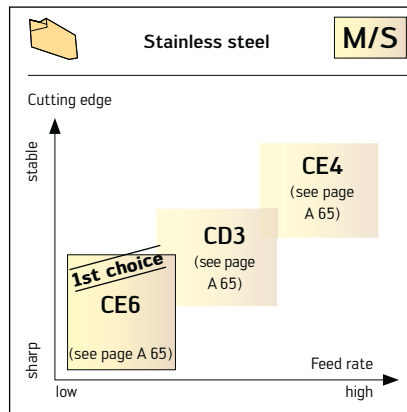 Stainless steel
M/S
Cutting edge
stable
CE4
(see page
A 65)
CD3
(see page
A 65)
1st choice
CE6
(see page A 65)
sharp
Feed rate
low
high